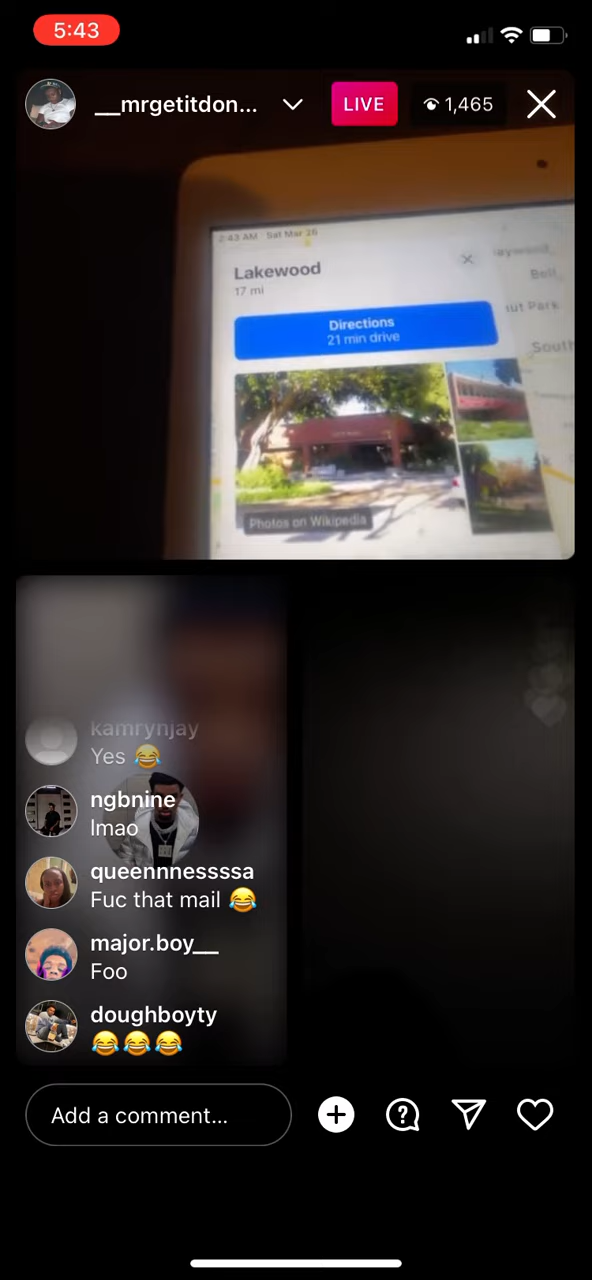 5:43
__mrgetitdon...
LIVE
1,465
2:43 AM Sat Mar 26
Lakewood
17 mi
Directions
21 min drive
Bell
Park
South
Photos on Wikipedia
kamrynjay
Yes 😂
ngbnine
lmao
queennnessssa
Fuc that mail 😂
major.boy__
Foo
doughboyty
😂😂😂
Add a comment...